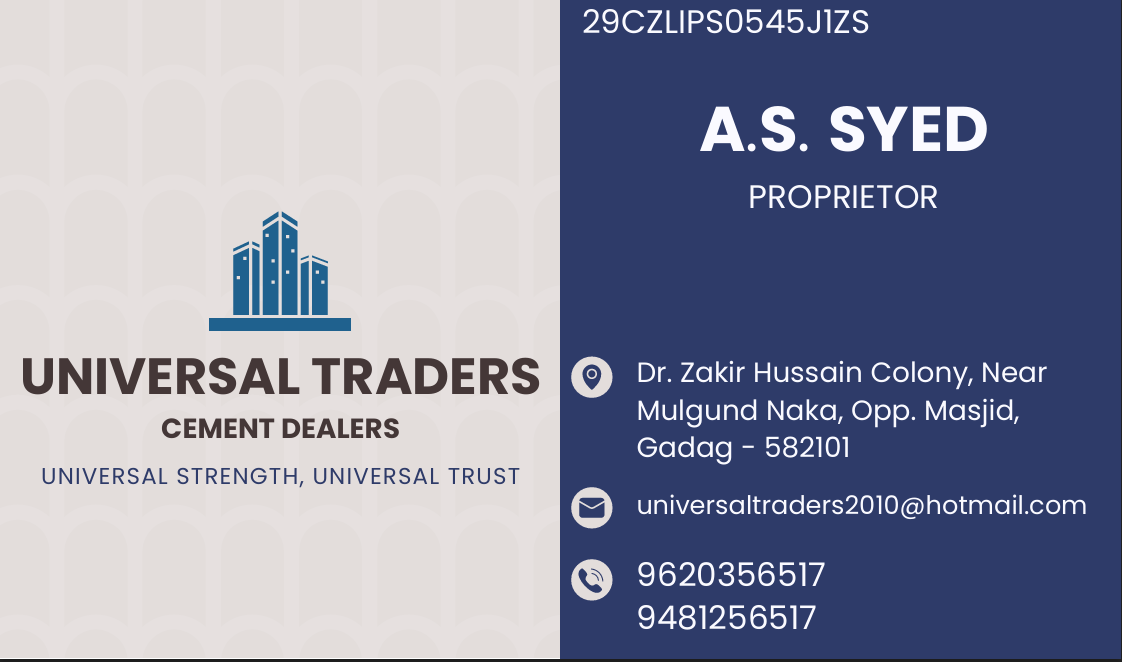 UNIVERSAL TRADERS
CEMENT DEALERS
UNIVERSAL STRENGTH, UNIVERSAL TRUST
29CZLIPS0545J1ZS
A.S. SYED
PROPRIETOR
Dr. Zakir Hussain Colony, Near
Mulgund Naka, Opp. Masjid,
Gadag - 582101
universaltraders2010@hotmail.com
9620356517
9481256517